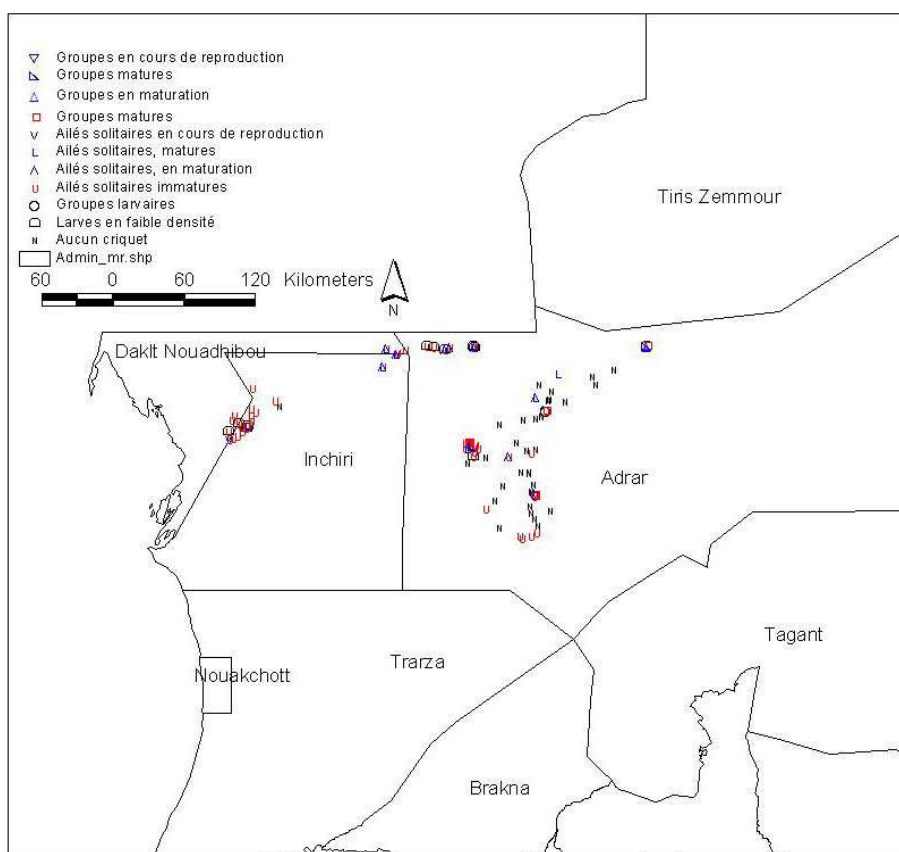 Groupes en cours de reproduction
Groupes matures
Groupes en maturation
Groupes matures
Ailés solitaires en cours de reproduction
Ailés solitaires, matures
Ailés solitaires, en maturation
Ailés solitaires immatures
Groupes larvaires
Larves en faible densité
N Aucun criquet
Admin_mr.shp
60 0 60 120 Kilometers
N
Tiris Zemmour
Daklt Nouadhibou
Inchiri
Adrar
Tagant
Trarza
Nouakchott
Brakna